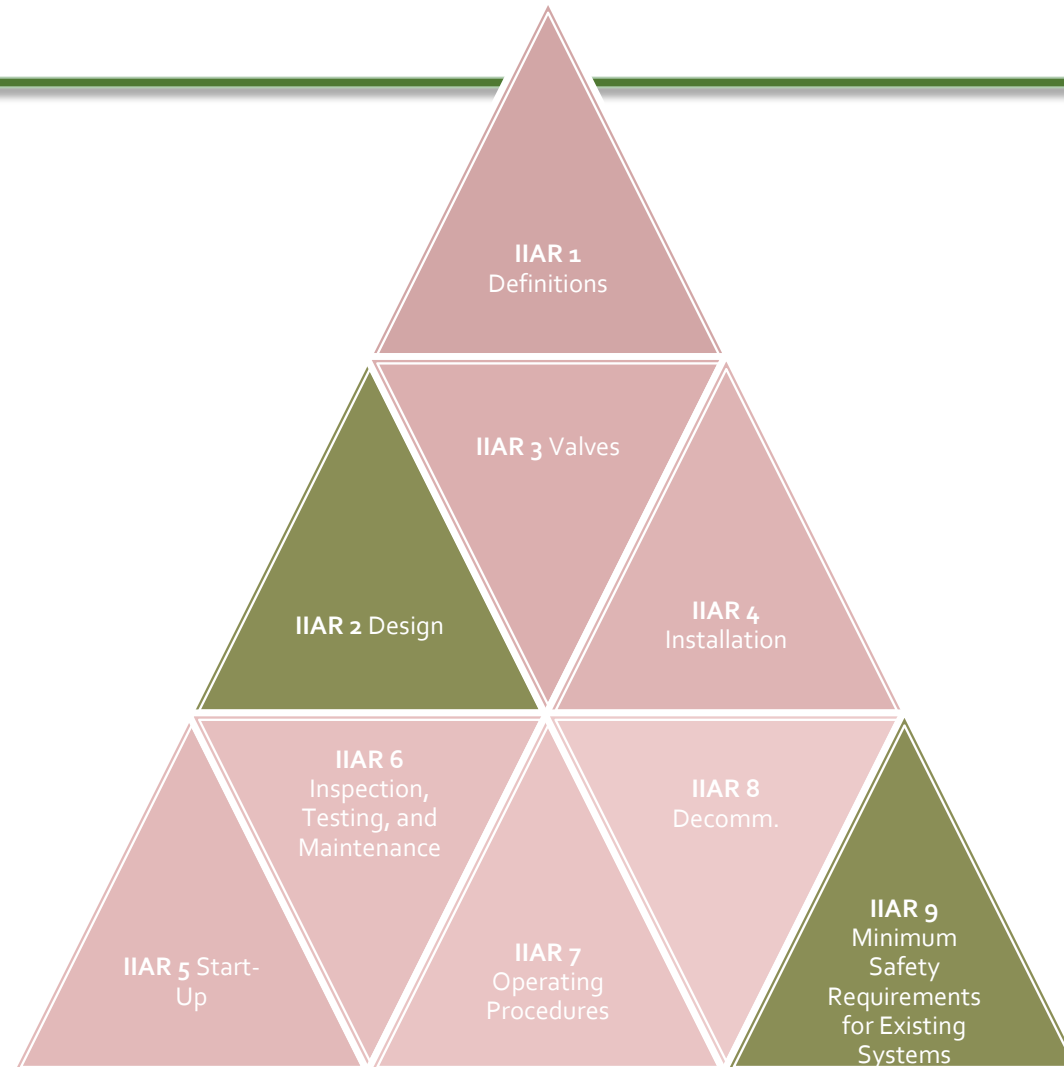 IIAR 1
Definitions
IIAR 3 Valves
IIAR 2 Design
IIAR 4
Installation
IIAR 6
Inspection,
Testing, and
Maintenance
IIAR 8
Decomm.
IIAR 5 Start-
Up
IIAR 7
Operating
Procedures
IIAR 9
Minimum
Safety
Requirements
for Existing
Systems